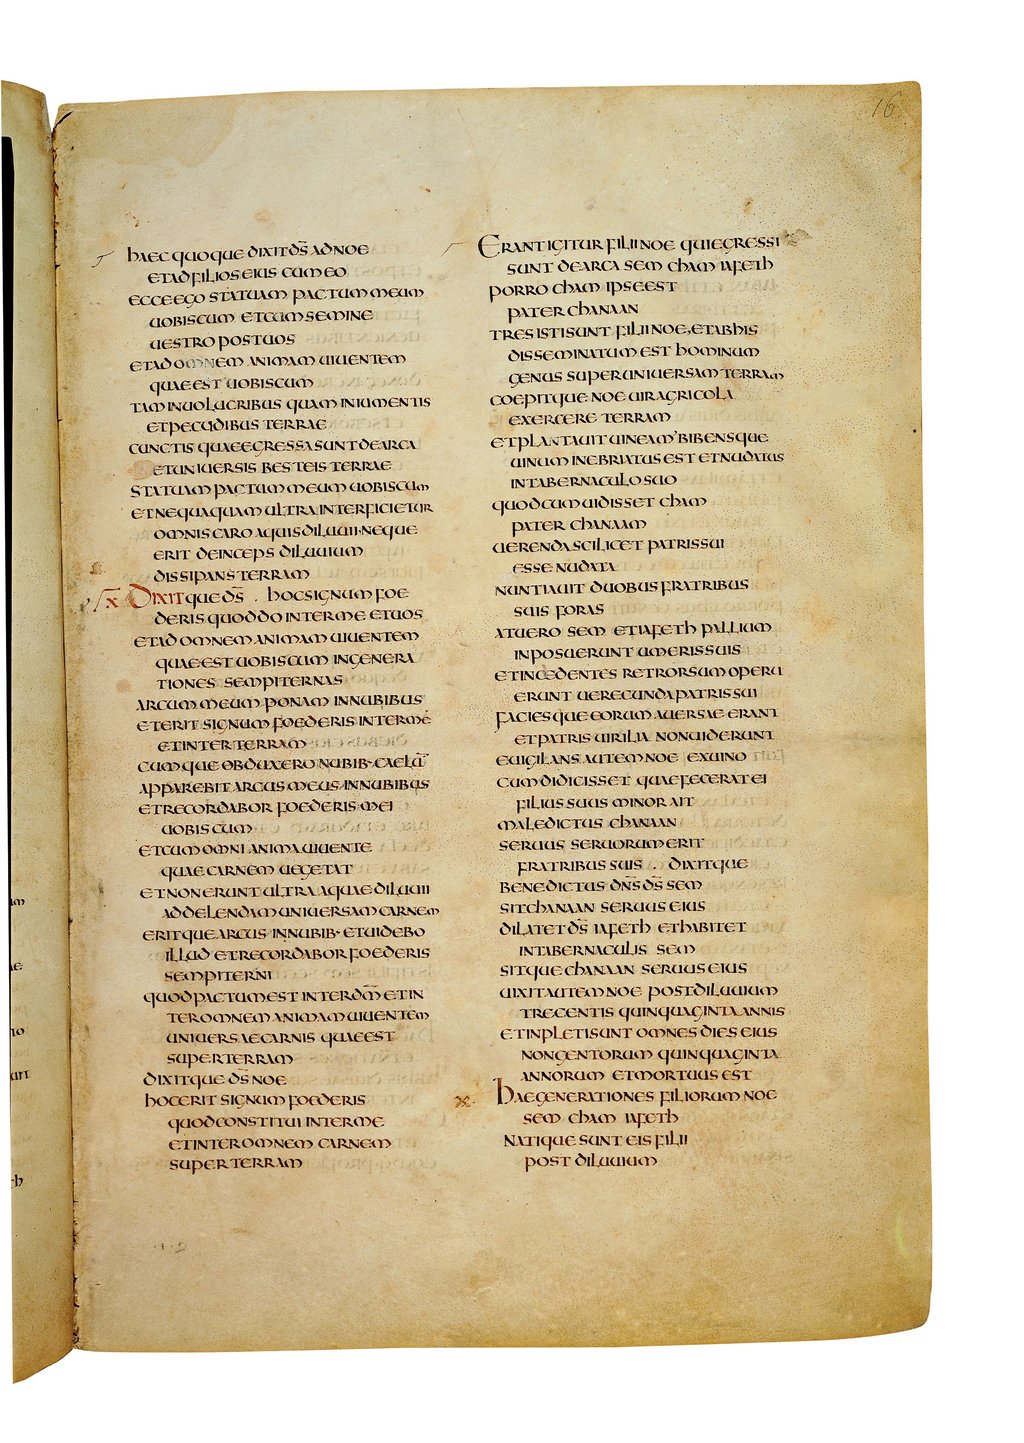 16
haec quoque dixit d̄s ad noe
et ad filios eius cum eo
ecce ego statuam pactum meum
uobiscum et cum semine
uestro post uos
et ad omnem animam uiuentem
quae est uobiscum
tam in uolucribus quam in iumentis
et pecudibus terrae
cunctis quae egressa sunt de arca
et uniuersis besteis terrae
statuam pactum meum uobiscum
et nequaquam ultra interficietur
omnis caro aquis diluuii neque
erit deinceps diluuium
dissipans terram
x Dixitque d̄s . hoc signum foe
deris quod do inter me et uos
et ad omnem animam uiuentem
quae est uobiscum in genera
tiones sempiternas
arcum meum ponam in nubibus
et erit signum foederis inter me
et inter terram
cumque obduxero nubib· caelū
apparebit arcus meus in nubibus
et recordabor foederis mei
uobiscum
et cum omni anima uiuente
quae carnem uegetat
et non erunt ultra aquae diluuii
ad delendam uniuersam carnem
eritque arcus in nubib· et uidebo
illud et recordabor foederis
sempiterni
quod pactum est inter d̄m et in
ter omnem animam uiuentem
uniuersae carnis quae est
super terram
dixitque d̄s noe
hoc erit signum foederis
quod constitui inter me
et inter omnem carnem
super terram
Erant igitur filii noe qui egressi
sunt de arca sem cham iafeth
porro cham ipse est
pater chanaan
tres isti sunt filii noe, et ab his
disseminatum est hominum
genus super uniuersam terram
coepitque noe uir agricola
exercere terram
et plantauit uineam' bibensque
uinum inebriatus est et nudatus
in tabernaculo suo
quod cum uidisset cham
pater chanaam
uerenda scilicet patris sui
esse nudata
nuntiauit duobus fratribus
suis foras
at uero sem et iafeth pallium
inposuerunt umeris suis
et incedentes retrorsum operu
erunt uerecunda patris sui
faciesque eorum auersae erant
et patris uirilia non uiderunt
euigilans autem noe ex uino
cum didicisset quae fecerat ei
filius suus minor ait
maledictus chanaan
seruus seruorum erit
fratribus suis . dixitque
benedictus dn̄s d̄s sem
sit chanaan seruus eius
dilatet d̄s iafeth et habitet
in tabernaculis sem
sitque chanaan seruus eius
uixit autem noe post diluuium
trecentis quinquaginta annis
et inpleti sunt omnes dies eius
nongentorum quinquaginta
annorum et mortuus est
x· Hae generationes filiorum noe
sem cham iafeth
natique sunt eis filii
post diluuium